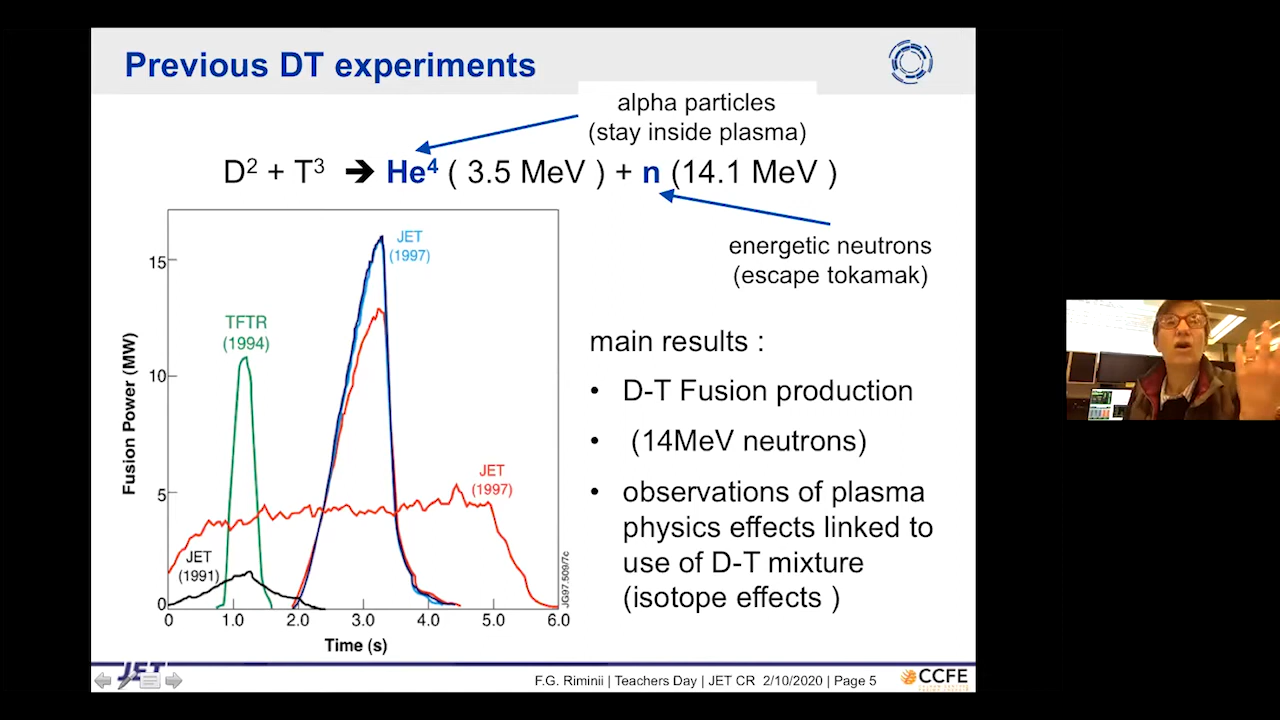 Previous DT experiments
alpha particles
(stay inside plasma)
D² + T³ ➔ He⁴ ( 3.5 MeV ) + n (14.1 MeV )
energetic neutrons
(escape tokamak)
Fusion Power (MW)
15
10
5
0
JET
(1997)
TFTR
(1994)
JET
(1997)
JET
(1991)
0 1.0 2.0 3.0 4.0 5.0 6.0
Time (s)
JG97.509/7c
main results :
• D-T Fusion production
• (14MeV neutrons)
• observations of plasma
physics effects linked to
use of D-T mixture
(isotope effects )
JET
F.G. Riminii | Teachers Day | JET CR 2/10/2020 | Page 5
CCFE